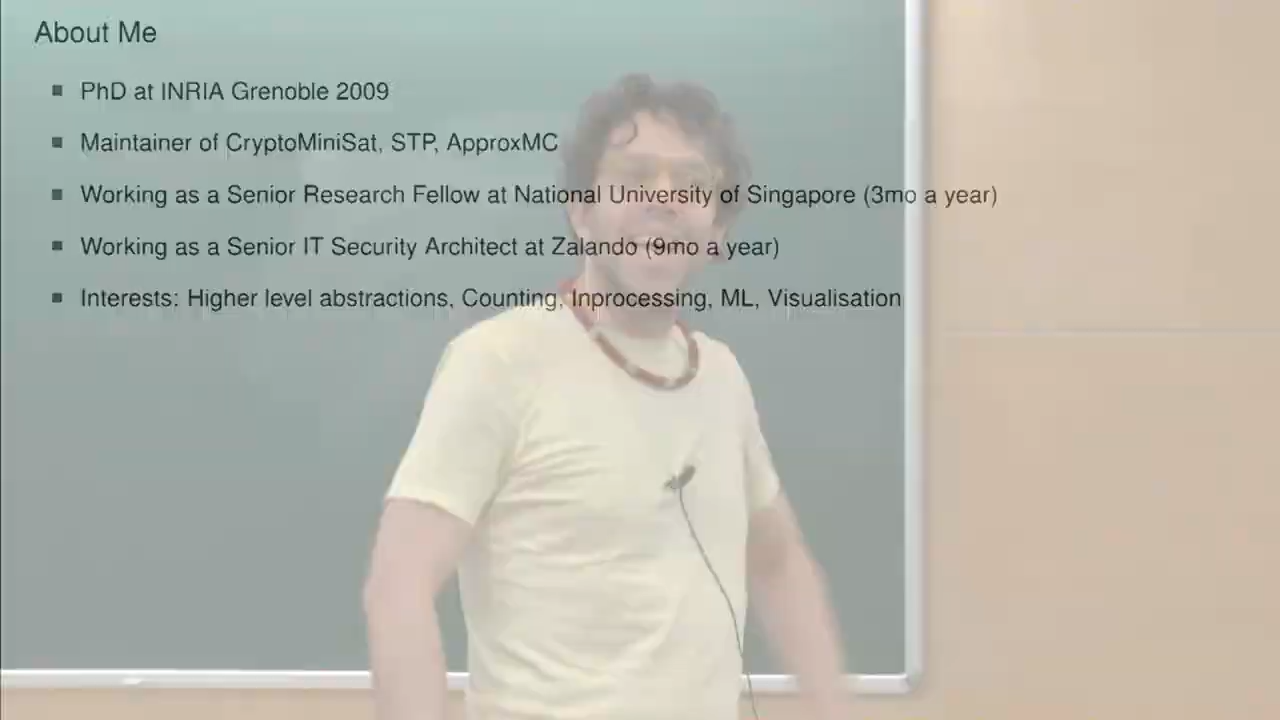 About Me
PhD at INRIA Grenoble 2009
Maintainer of CryptoMiniSat, STP, ApproxMC
Working as a Senior Research Fellow at National University of Singapore (3mo a year)
Working as a Senior IT Security Architect at Zalando (9mo a year)
Interests: Higher level abstractions, Counting, Inprocessing, ML, Visualisation